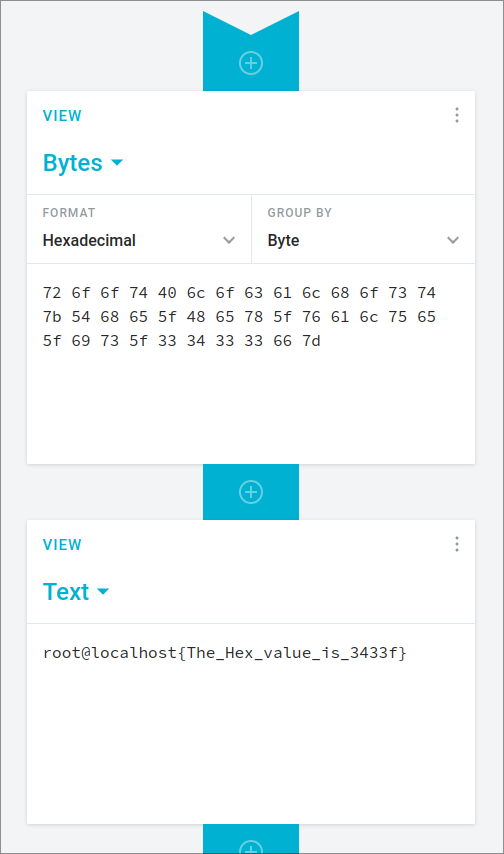 VIEW
Bytes
FORMAT
GROUP BY
Hexadecimal
Byte
72 6f 6f 74 40 6c 6f 63 61 6c 68 6f 73 74
7b 54 68 65 5f 48 65 78 5f 76 61 6c 75 65
5f 69 73 5f 33 34 33 33 66 7d
VIEW
Text
root@localhost{The_Hex_value_is_3433f}